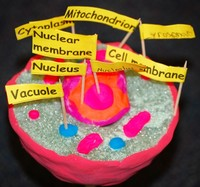 Mitochondrion
Cytoplasm
Nuclear
membrane
Cell membrane
Nucleus
Vacuole